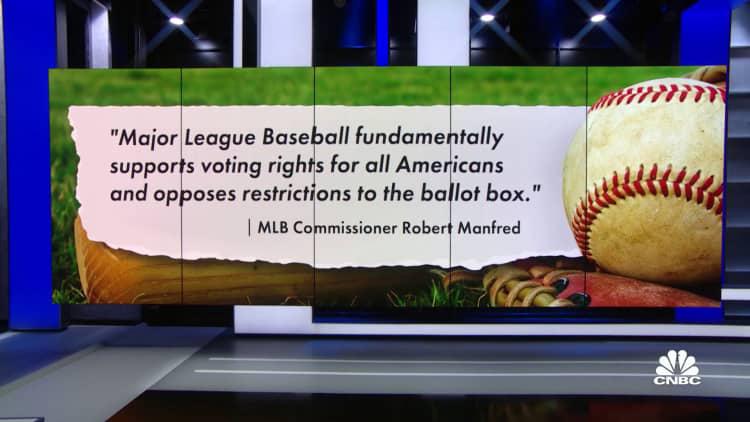 "Major League Baseball fundamentally
supports voting rights for all Americans
and opposes restrictions to the ballot box."
| MLB Commissioner Robert Manfred
CNBC